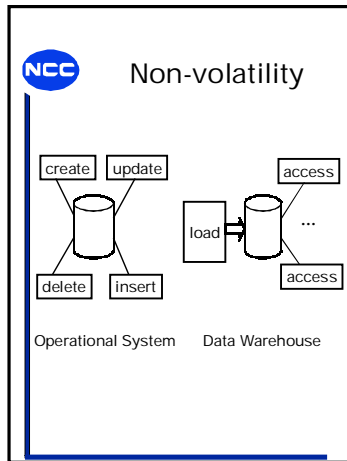 NCC
Non-volatility
create
update
access
load
...
delete
insert
access
Operational System
Data Warehouse